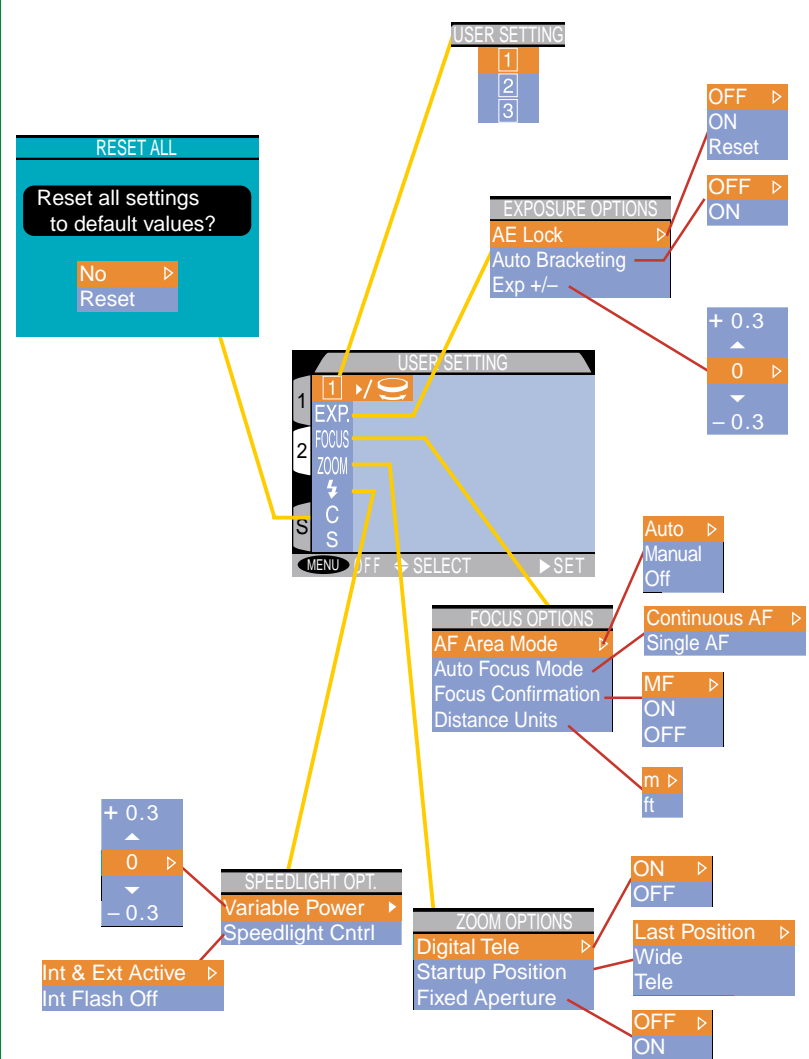 USER SETTING
1
2
3
RESET ALL
Reset all settings
to default values?
No
Reset
OFF
ON
Reset
OFF
ON
EXPOSURE OPTIONS
AE Lock
Auto Bracketing
Exp +/–
+ 0.3
0
– 0.3
USER SETTING
1
2
S
1 /
EXP.
FOCUS
ZOOM
C
S
MENU OFF SELECT SET
FOCUS OPTIONS
AF Area Mode
Auto Focus Mode
Focus Confirmation
Distance Units
Auto
Manual
Off
Continuous AF
Single AF
MF
ON
OFF
m
ft
+ 0.3
0
– 0.3
SPEEDLIGHT OPT.
Variable Power
Speedlight Cntrl
Int & Ext Active
Int Flash Off
ZOOM OPTIONS
Digital Tele
Startup Position
Fixed Aperture
ON
OFF
Last Position
Wide
Tele
OFF
ON